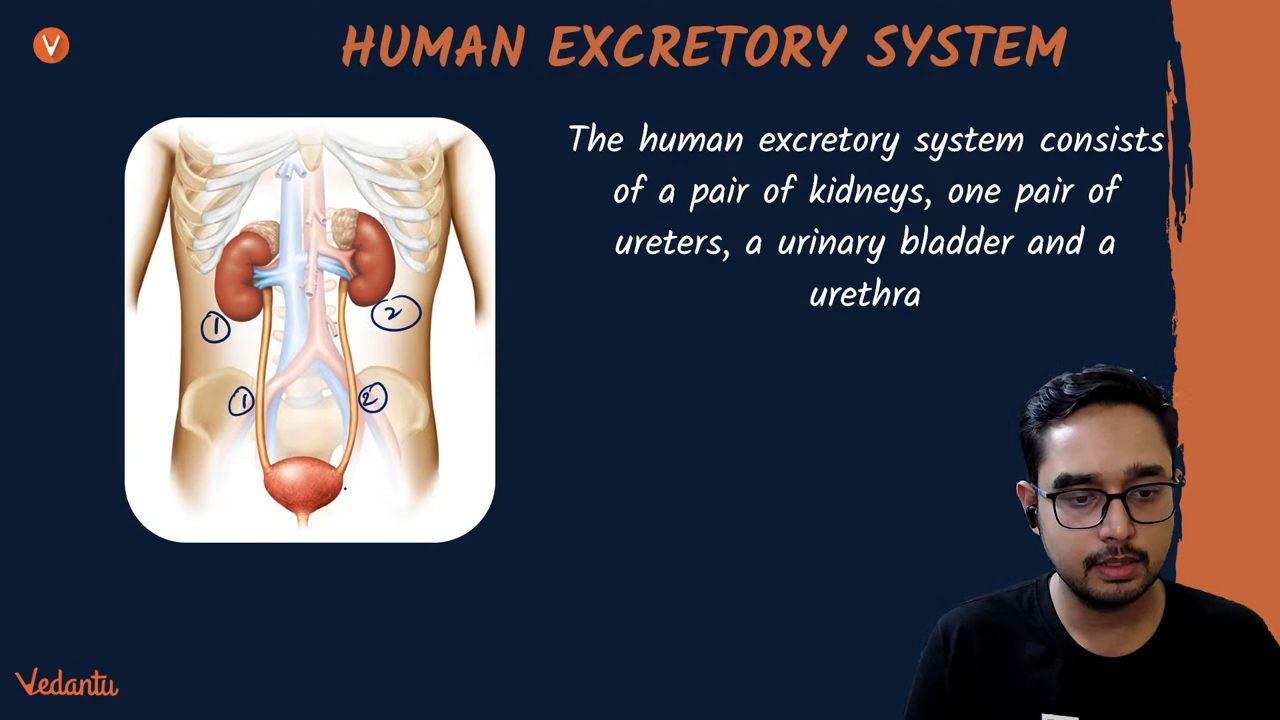 V
HUMAN EXCRETORY SYSTEM
The human excretory system consists
of a pair of kidneys, one pair of
ureters, a urinary bladder and a
urethra
1
2
1
2
Vedantu